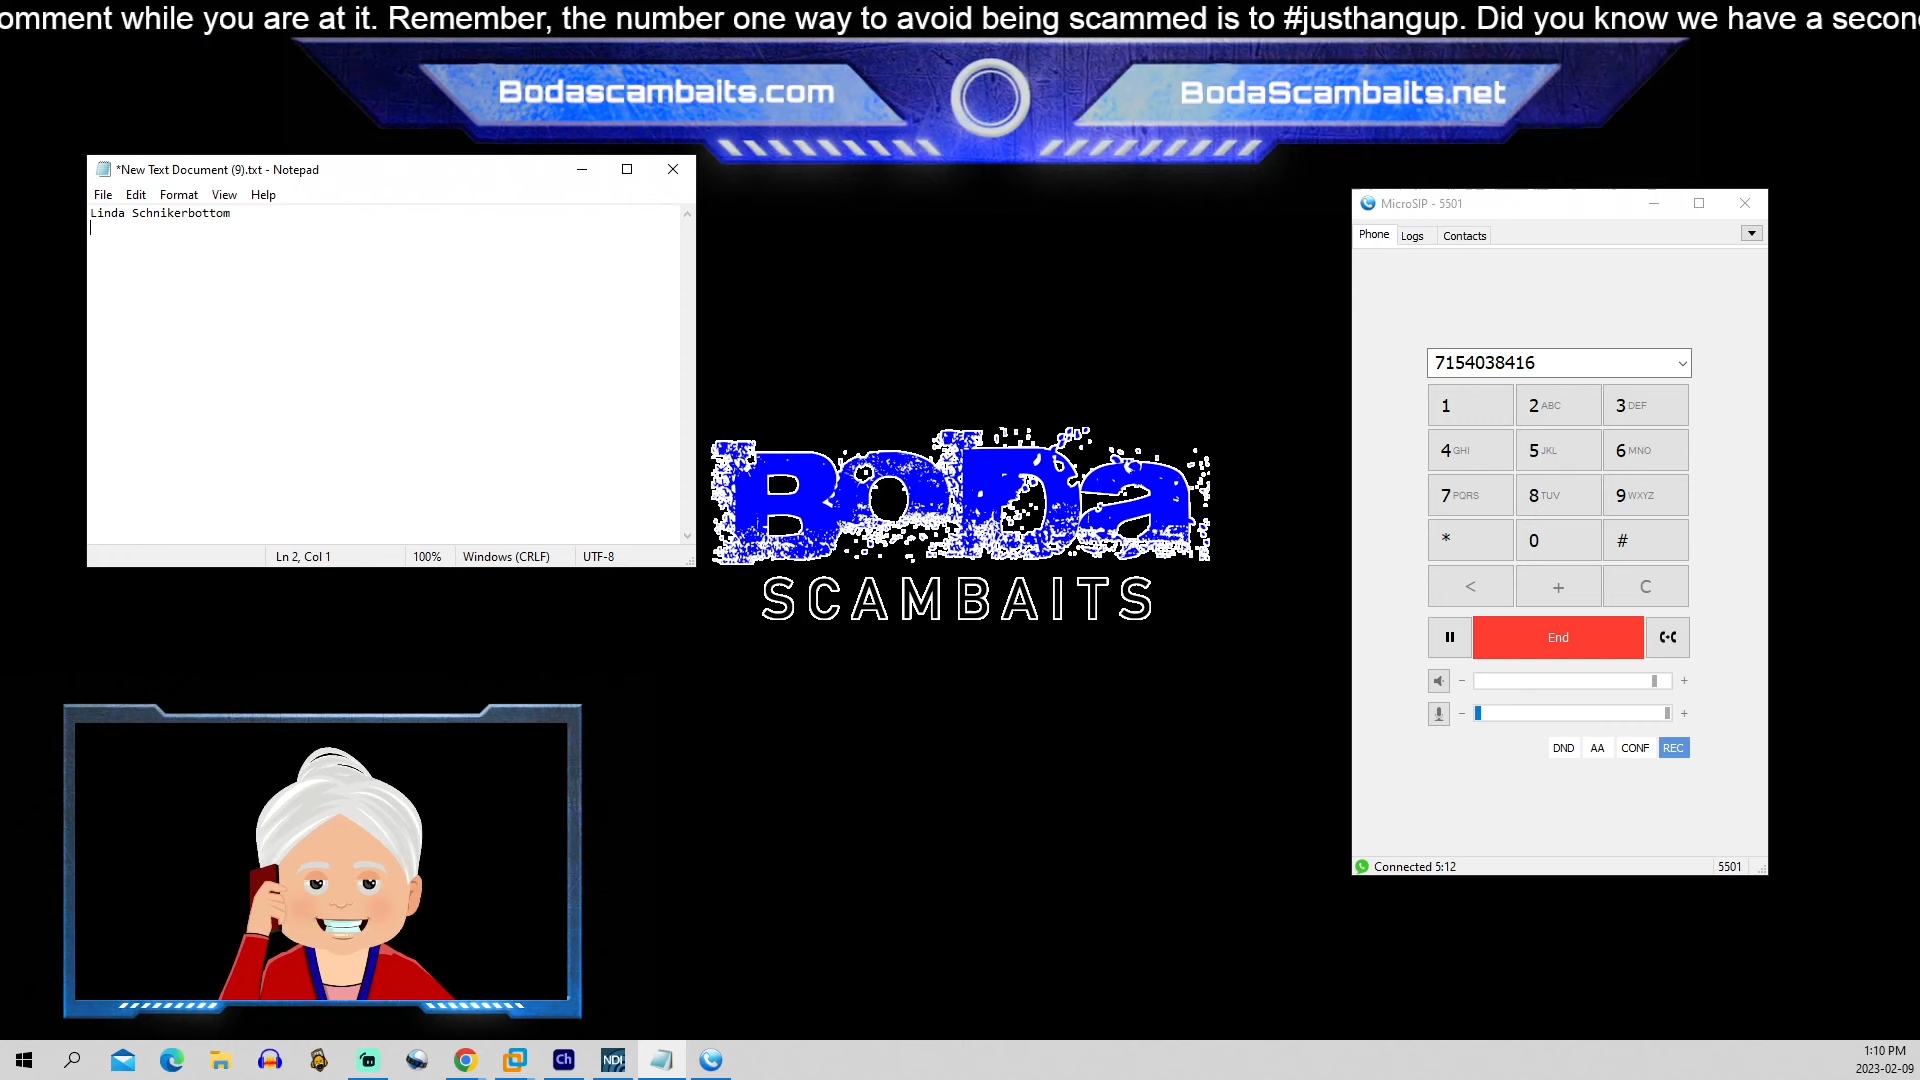 omment while you are at it. Remember, the number one way to avoid being scammed is to #justhangup. Did you know we have a secon
Bodascambaits.com
BodaScambaits.net
*New Text Document (9).txt - Notepad
File Edit Format View Help
Linda Schnikerbottom
Ln 2, Col 1 100% Windows (CRLF) UTF-8
MicroSIP - 5501
Phone Logs Contacts
7154038416
1 2 ABC 3 DEF
4 GHI 5 JKL 6 MNO
7 PQRS 8 TUV 9 WXYZ
* 0 #
< + C
End
- +
- +
DND AA CONF REC
Connected 5:12 5501
BoDa
SCAMBAITS
Ch
NDI
1:10 PM
2023-02-09